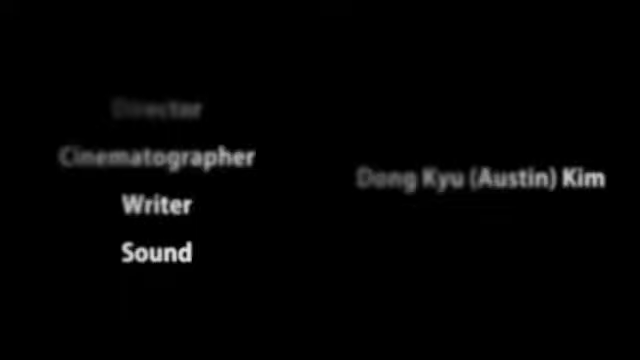 Director
Cinematographer
Writer
Sound
Dong Kyu (Austin) Kim